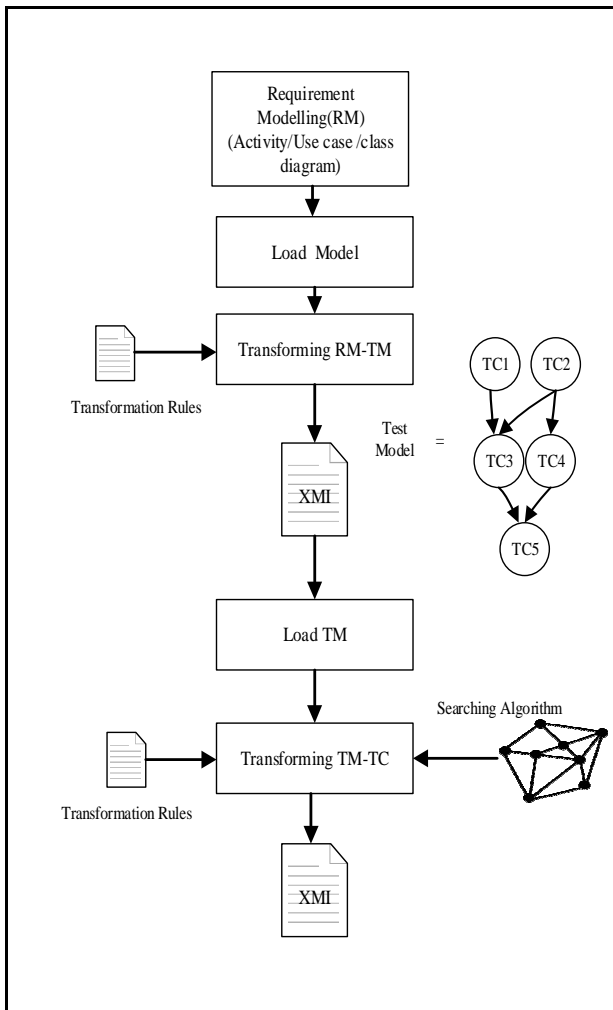 Requirement
Modelling(RM)
(Activity/Use case /class
diagram)
Load Model
Transforming RM-TM
Transformation Rules
XMI
Test
Model
=
TC1
TC2
TC3
TC4
TC5
Load TM
Searching Algorithm
Transforming TM-TC
Transformation Rules
XMI